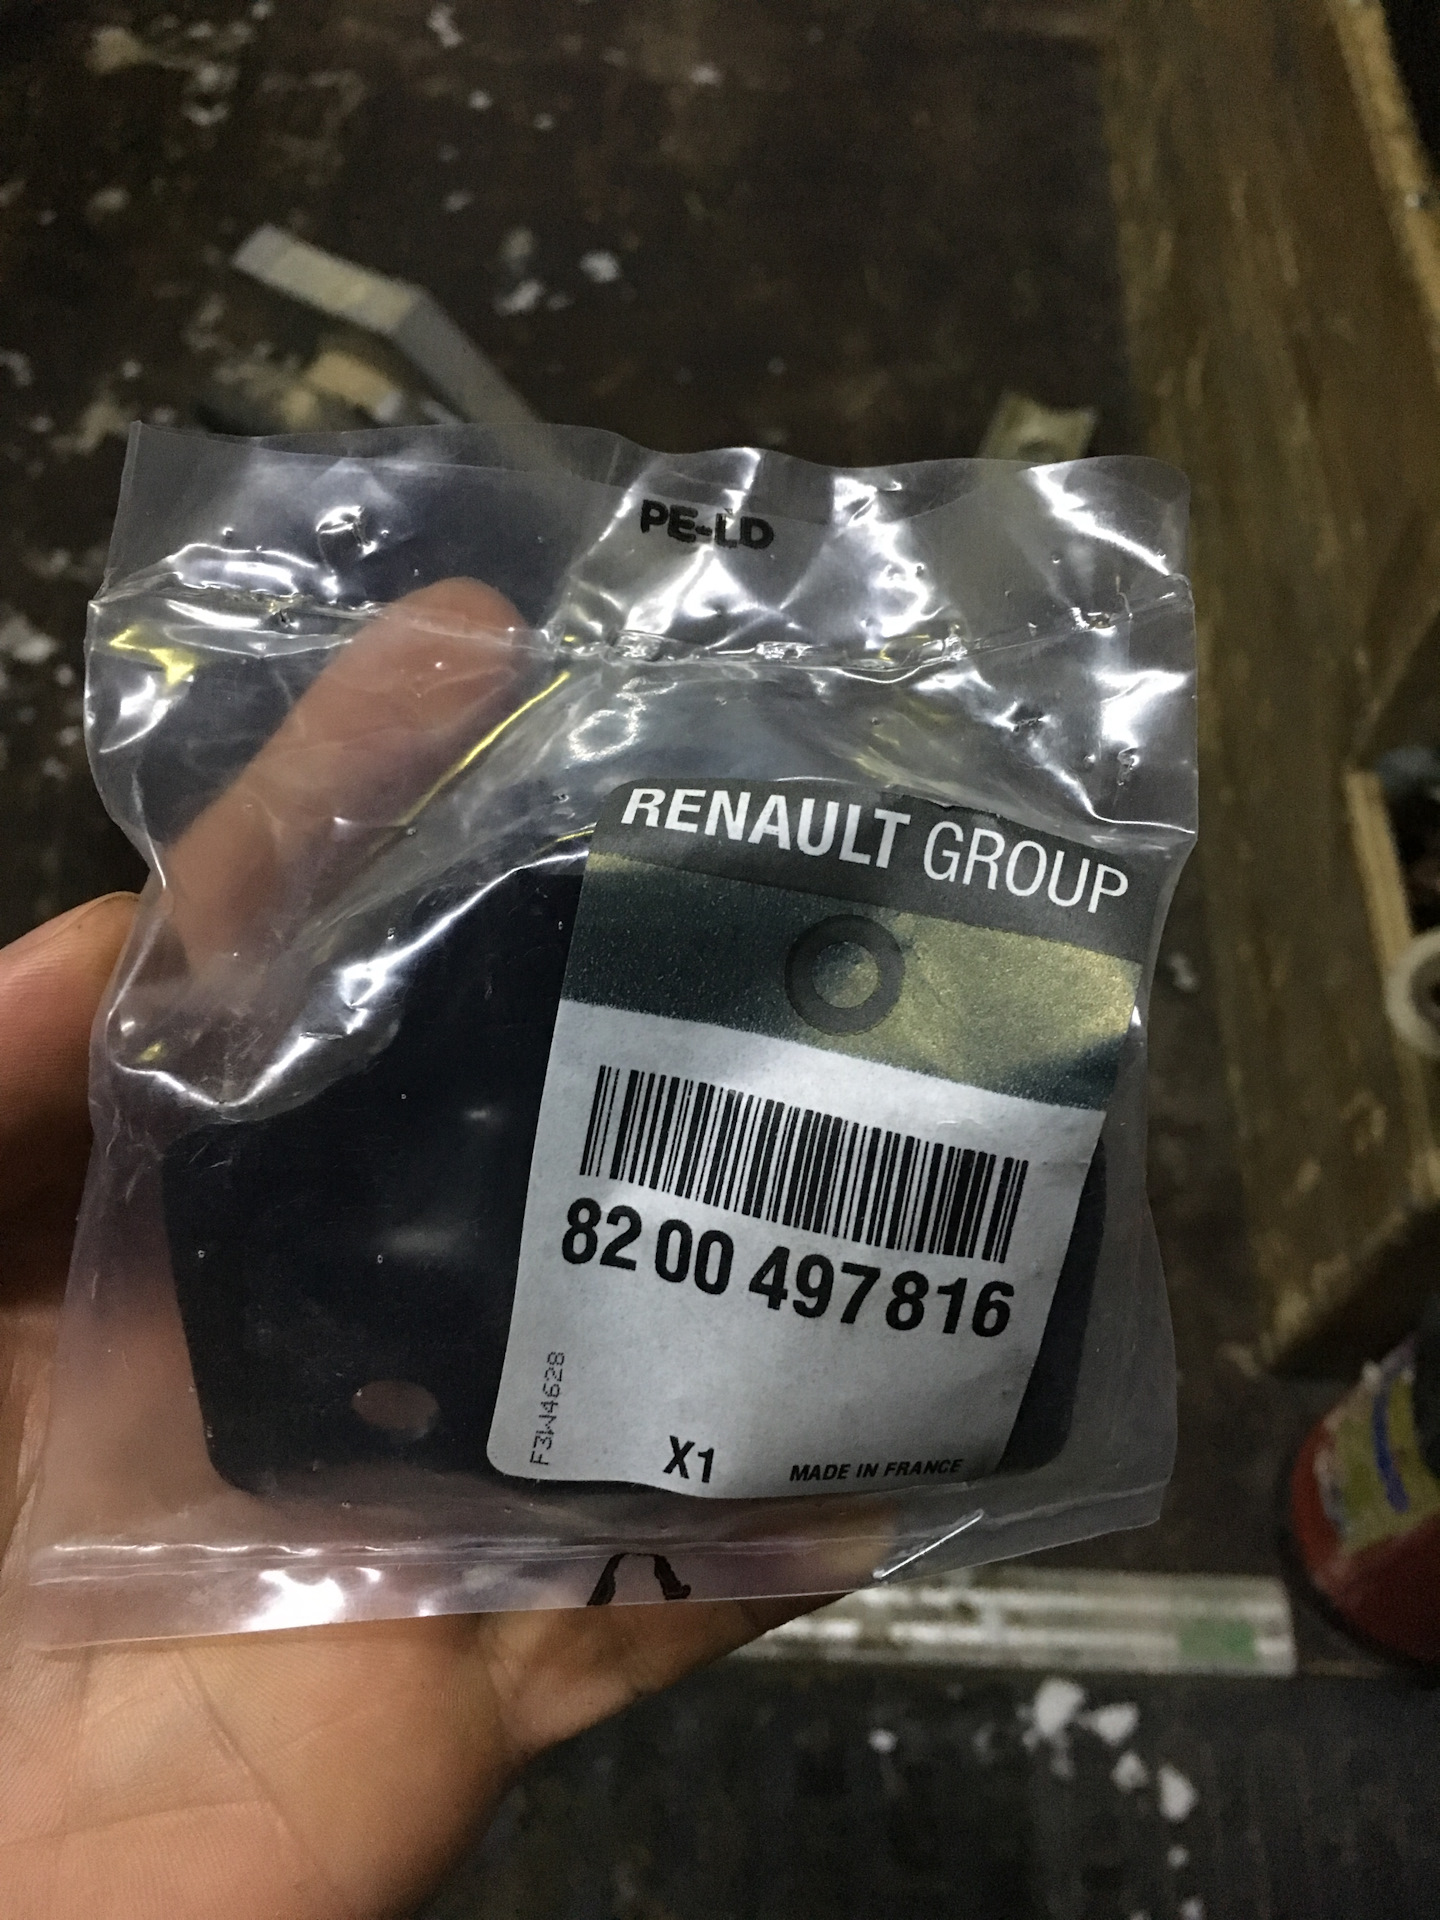 PE-LD
RENAULT GROUP
82 00 497 816
F3W4628
X1
MADE IN FRANCE